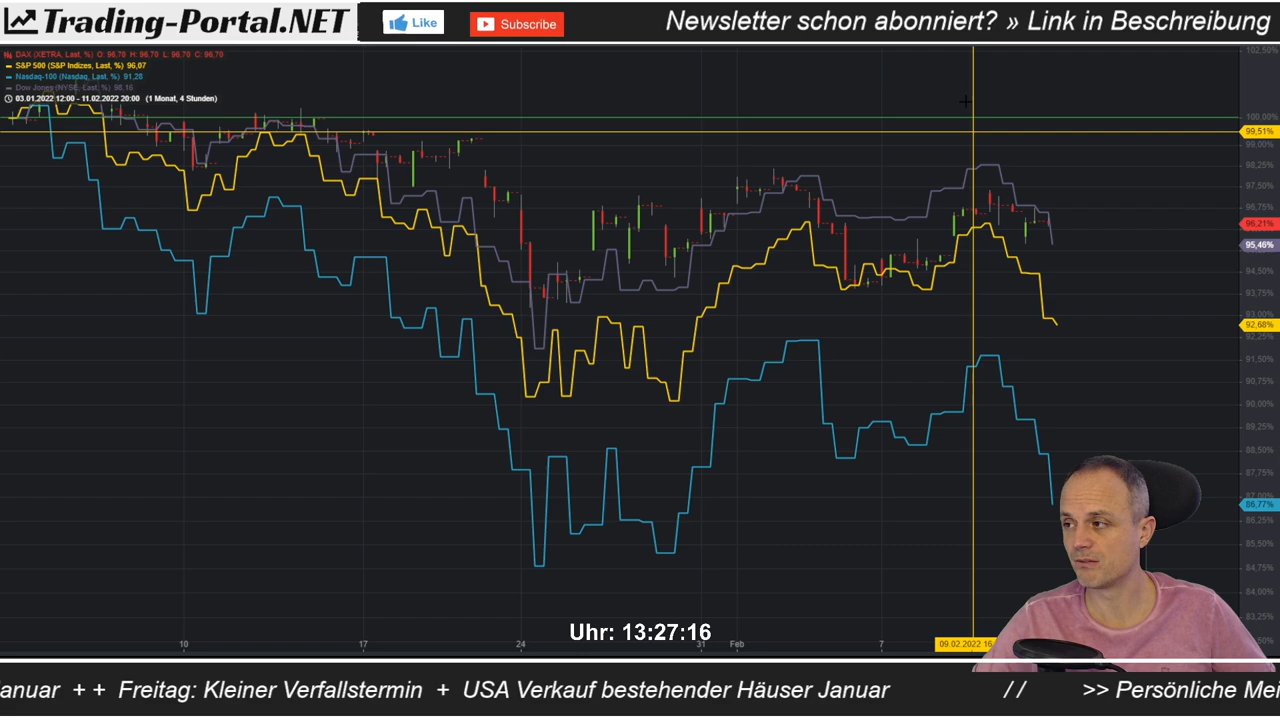 Trading-Portal.NET
Like
Subscribe
Newsletter schon abonniert? » Link in Beschreibung
DAX (XETRA, Last, %) O: 96,70 H: 96,70 L: 96,70 C: 96,70
S&P 500 (S&P Indizes, Last, %) 96,07
Nasdaq-100 (Nasdaq, Last, %) 91,28
Dow Jones (NYSE, Last, %) 98,16
03.01.2022 12:00 - 11.02.2022 20:00 (1 Monat, 4 Stunden)
102,50%
100,00%
99,51%
99,00%
98,25%
97,50%
96,75%
96,21%
95,46%
94,50%
93,75%
93,00%
92,68%
92,25%
91,50%
90,75%
90,00%
89,25%
88,50%
87,75%
87,00%
86,77%
86,25%
85,50%
84,75%
84,00%
83,25%
10 17 24 31 Feb 7
09.02.2022 16
Uhr: 13:27:16
anuar + + Freitag: Kleiner Verfallstermin + USA Verkauf bestehender Häuser Januar // >> Persönliche Mei